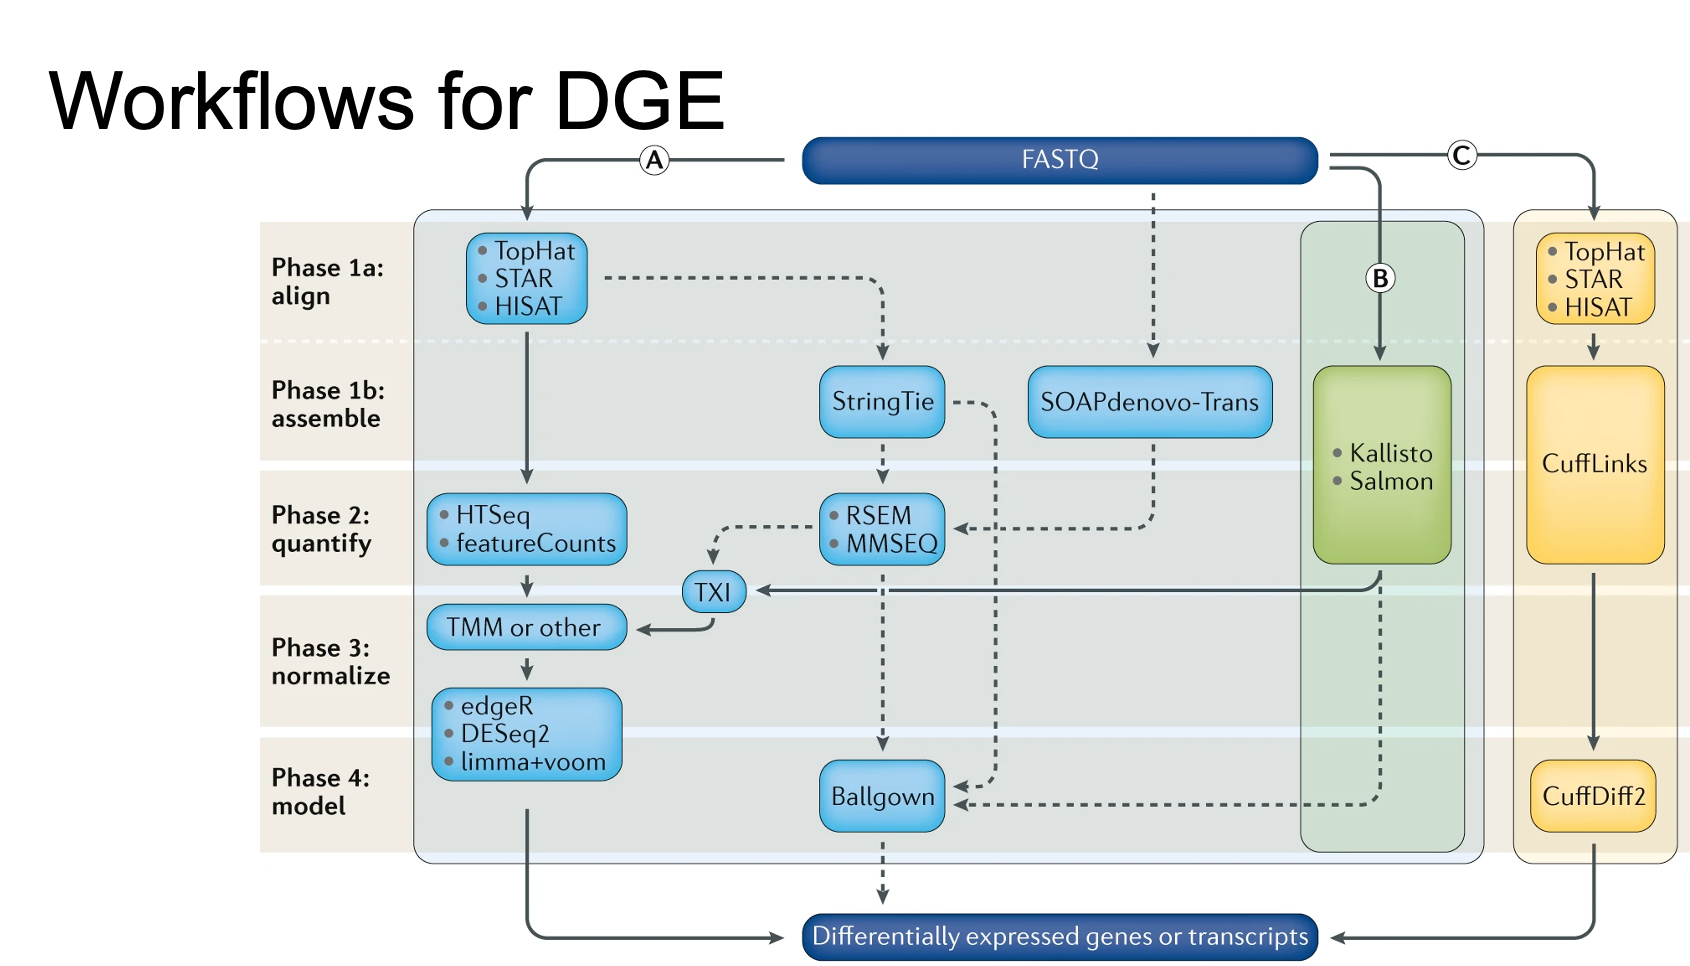 Workflows for DGE
FASTQ
A
C
B
Phase 1a:
align
• TopHat
• STAR
• HISAT
• TopHat
• STAR
• HISAT
Phase 1b:
assemble
StringTie
SOAPdenovo-Trans
• Kallisto
• Salmon
CuffLinks
Phase 2:
quantify
• HTSeq
• featureCounts
• RSEM
• MMSEQ
TXI
Phase 3:
normalize
TMM or other
• edgeR
• DESeq2
• limma+voom
Phase 4:
model
Ballgown
CuffDiff2
Differentially expressed genes or transcripts